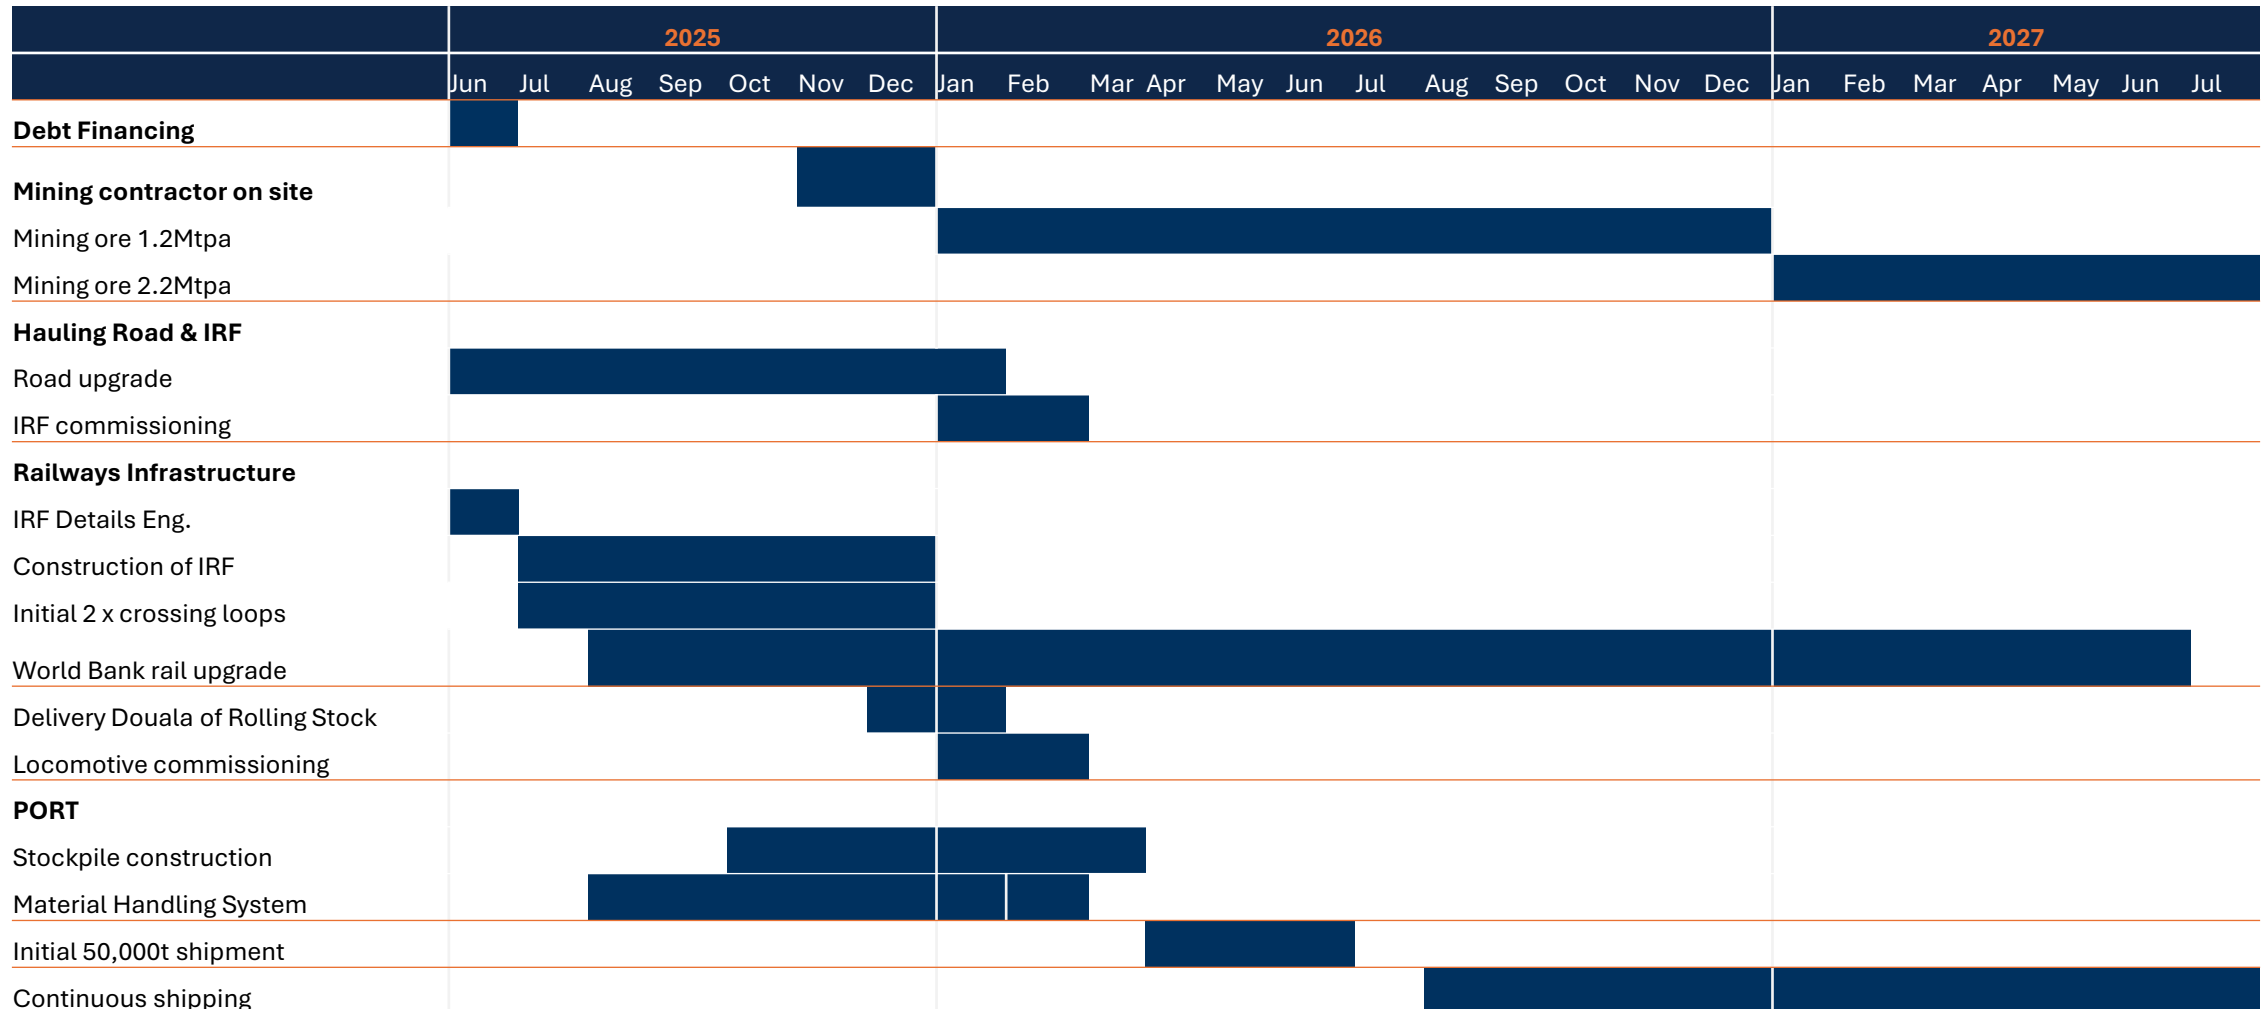 2025 2026 2027
Jun Jul Aug Sep Oct Nov Dec Jan Feb Mar Apr May Jun Jul Aug Sep Oct Nov Dec Jan Feb Mar Apr May Jun Jul
Debt Financing
Mining contractor on site
Mining ore 1.2Mtpa
Mining ore 2.2Mtpa
Hauling Road & IRF
Road upgrade
IRF commissioning
Railways Infrastructure
IRF Details Eng.
Construction of IRF
Initial 2 x crossing loops
World Bank rail upgrade
Delivery Douala of Rolling Stock
Locomotive commissioning
PORT
Stockpile construction
Material Handling System
Initial 50,000t shipment
Continuous shipping